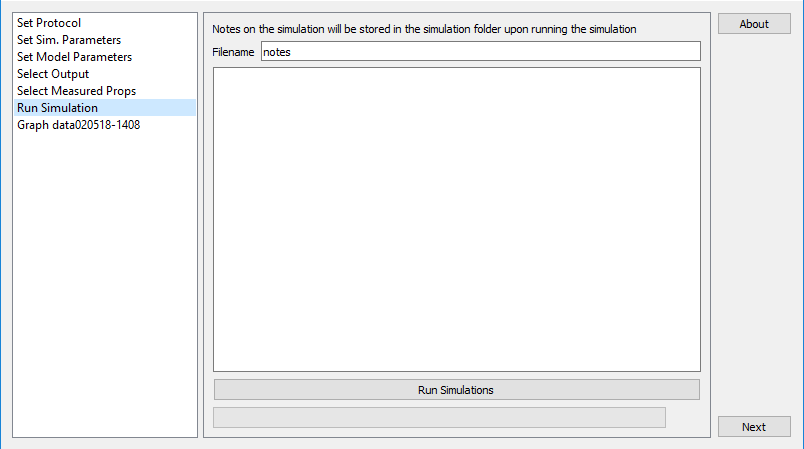 Set Protocol
Set Sim. Parameters
Set Model Parameters
Select Output
Select Measured Props
Run Simulation
Graph data020518-1408
Notes on the simulation will be stored in the simulation folder upon running the simulation
Filename notes
Run Simulations
About
Next